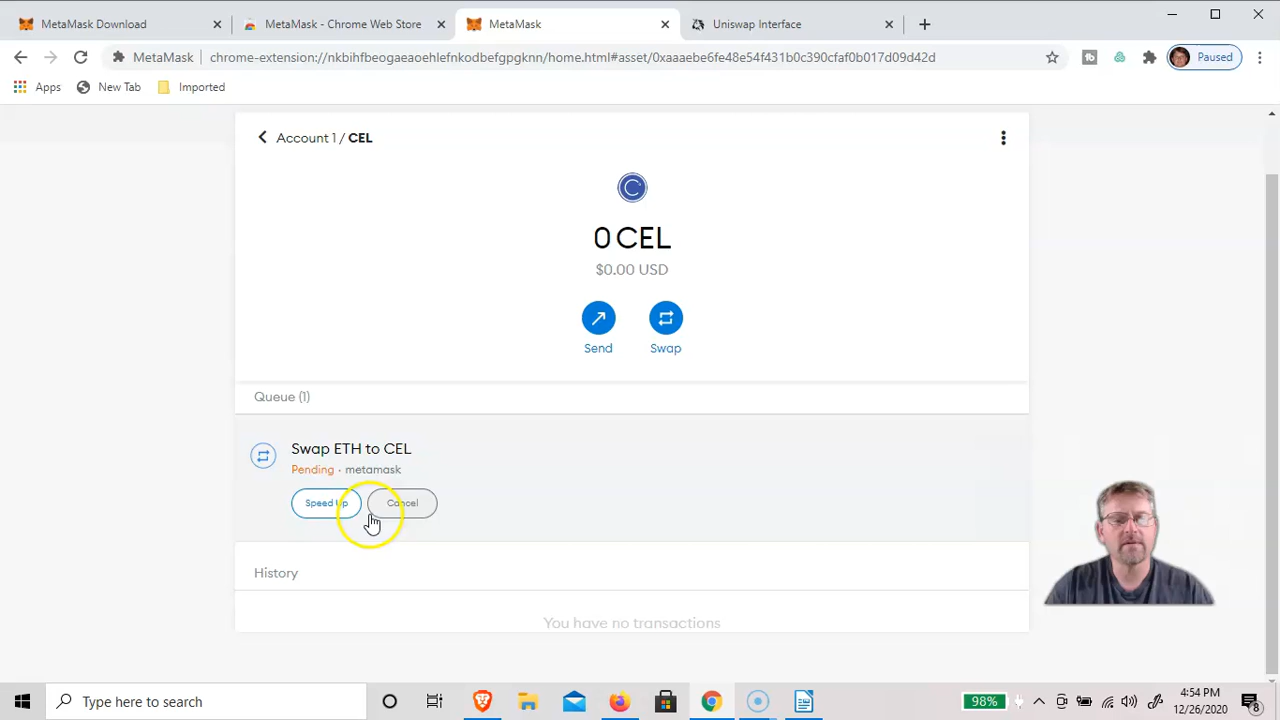 MetaMask Download
MetaMask - Chrome Web Store
MetaMask
Uniswap Interface
MetaMask
chrome-extension://nkbihfbeogaeaoehlefnkodbefgpgknn/home.html#asset/0xaaaebe6fe48e54f431b0c390cfaf0b017d09d42d
Paused
Apps
New Tab
Imported
Account 1 / CEL
0 CEL
$0.00 USD
Send
Swap
Queue (1)
Swap ETH to CEL
Pending · metamask
Speed Up
Cancel
History
You have no transactions
Type here to search
98%
4:54 PM
12/26/2020
8